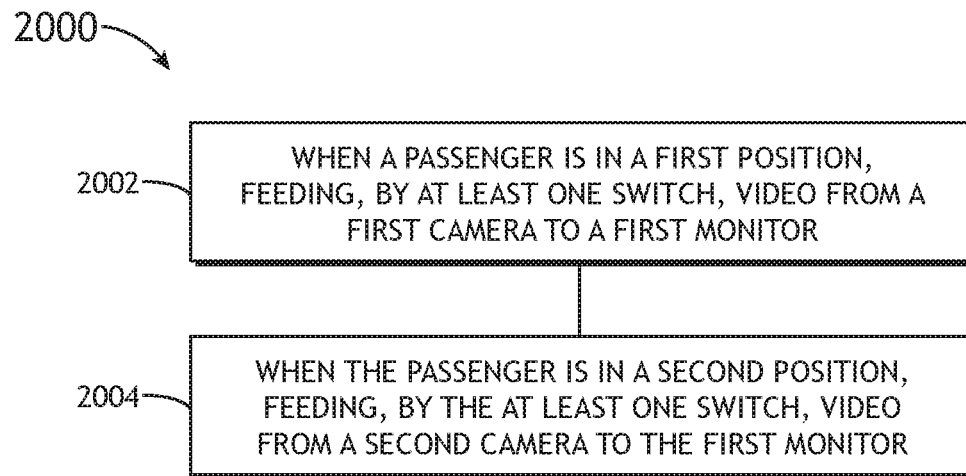 2000
2002
WHEN A PASSENGER IS IN A FIRST POSITION,
FEEDING, BY AT LEAST ONE SWITCH, VIDEO FROM A
FIRST CAMERA TO A FIRST MONITOR
2004
WHEN THE PASSENGER IS IN A SECOND POSITION,
FEEDING, BY THE AT LEAST ONE SWITCH, VIDEO
FROM A SECOND CAMERA TO THE FIRST MONITOR